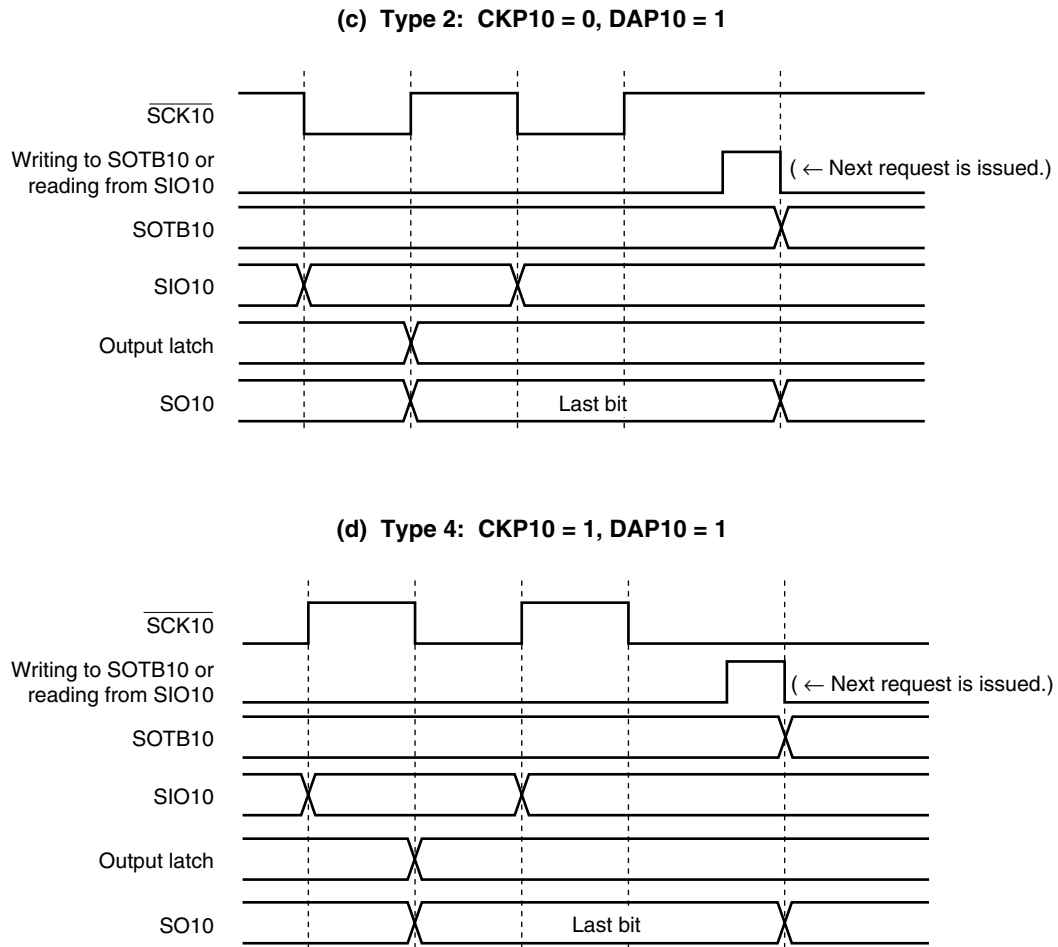 (c) Type 2: CKP10 = 0, DAP10 = 1
SCK10
Writing to SOTB10 or
reading from SIO10
( ← Next request is issued.)
SOTB10
SIO10
Output latch
SO10
Last bit
(d) Type 4: CKP10 = 1, DAP10 = 1
SCK10
Writing to SOTB10 or
reading from SIO10
( ← Next request is issued.)
SOTB10
SIO10
Output latch
SO10
Last bit